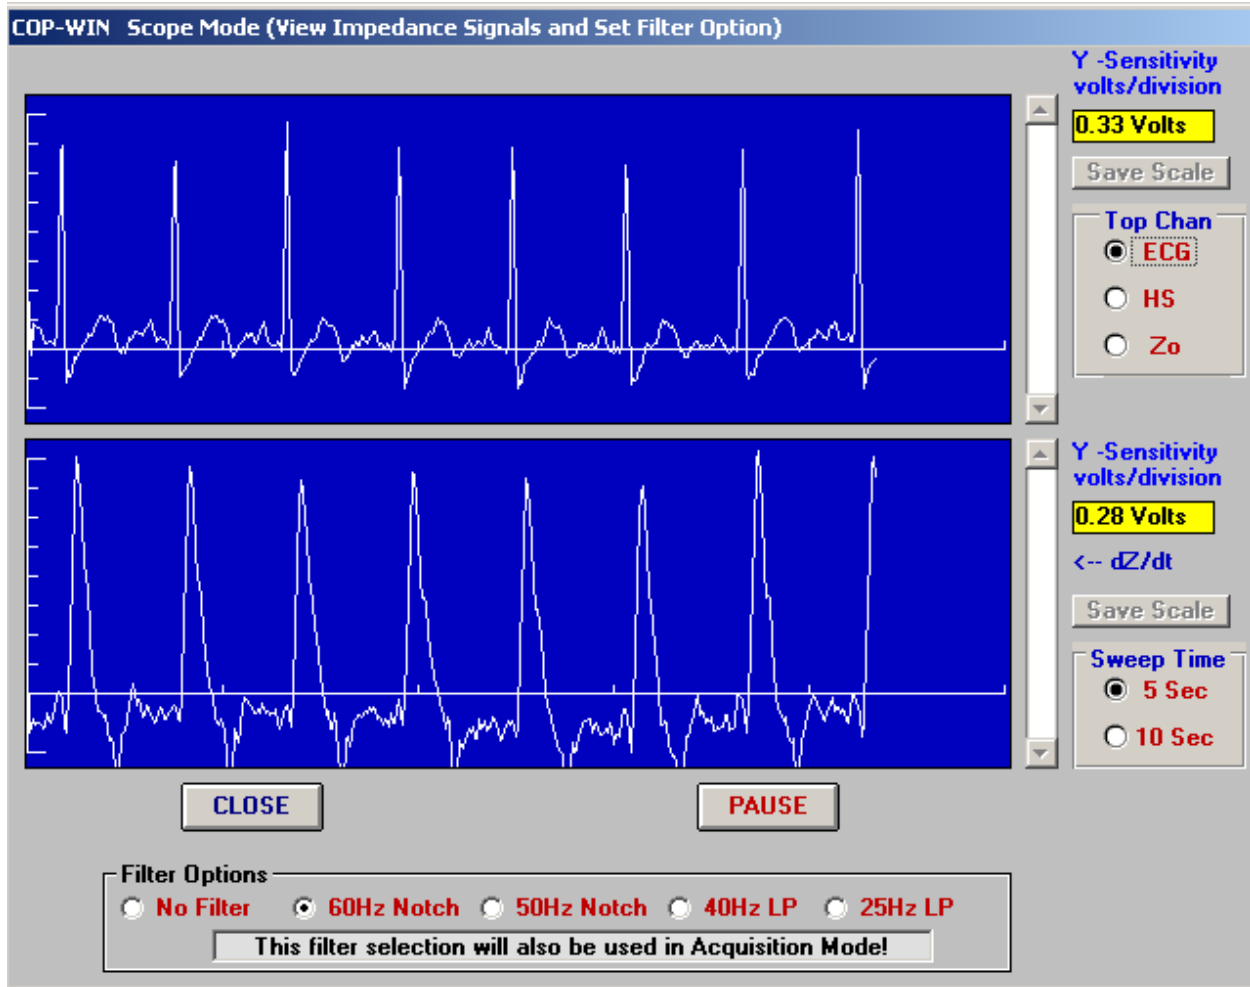 COP-WIN   Scope Mode (View Impedance Signals and Set Filter Option)
Y -Sensitivity
volts/division
0.33 Volts
Save Scale
Top Chan
ECG
HS
Zo
Y -Sensitivity
volts/division
0.28 Volts
<-- dZ/dt
Save Scale
Sweep Time
5 Sec
10 Sec
CLOSE
PAUSE
Filter Options
No Filter 60Hz Notch 50Hz Notch 40Hz LP 25Hz LP
This filter selection will also be used in Acquisition Mode!